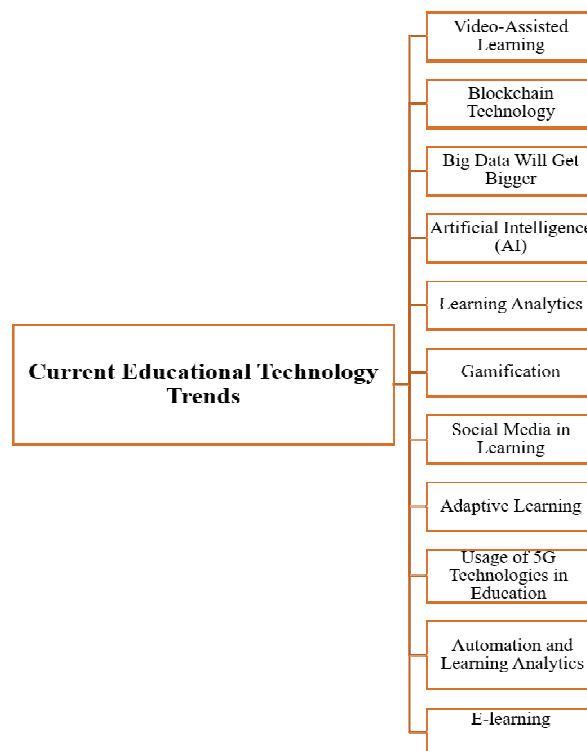 Video-Assisted
Learning
Blockchain
Technology
Big Data Will Get
Bigger
Artificial Intelligence
(AI)
Learning Analytics
Current Educational Technology
Trends
Gamification
Social Media in
Learning
Adaptive Learning
Usage of 5G
Technologies in
Education
Automation and
Learning Analytics
E-learning